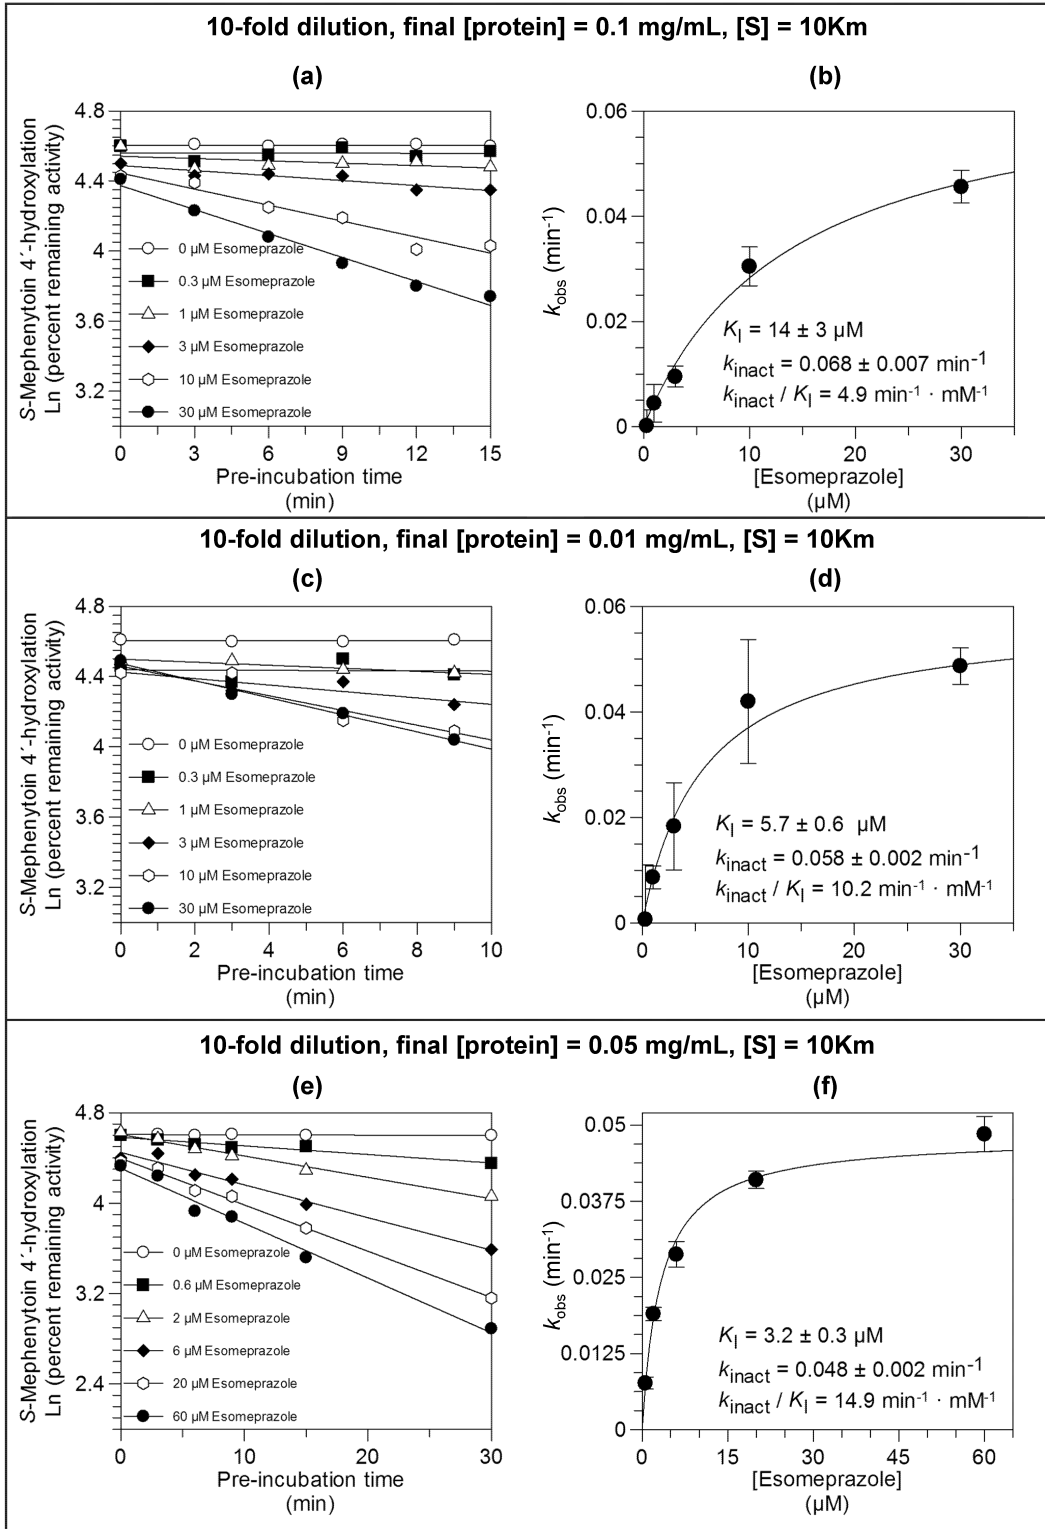 10-fold dilution, final [protein] = 0.1 mg/mL, [S] = 10Km
(a)
S-Mephenytoin 4´-hydroxylation
Ln (percent remaining activity)
4.8
4.4
4
3.6
3.2
0 µM Esomeprazole
0.3 µM Esomeprazole
1 µM Esomeprazole
3 µM Esomeprazole
10 µM Esomeprazole
30 µM Esomeprazole
0 3 6 9 12 15
Pre-incubation time
(min)
(b)
kobs (min-1)
0.06
0.04
0.02
0
KI = 14 ± 3 µM
kinact = 0.068 ± 0.007 min-1
kinact / KI = 4.9 min-1 · mM-1
0 10 20 30
[Esomeprazole]
(µM)
10-fold dilution, final [protein] = 0.01 mg/mL, [S] = 10Km
(c)
S-Mephenytoin 4´-hydroxylation
Ln (percent remaining activity)
4.8
4.4
4
3.6
3.2
0 µM Esomeprazole
0.3 µM Esomeprazole
1 µM Esomeprazole
3 µM Esomeprazole
10 µM Esomeprazole
30 µM Esomeprazole
0 2 4 6 8 10
Pre-incubation time
(min)
(d)
kobs (min-1)
0.06
0.04
0.02
0
KI = 5.7 ± 0.6 µM
kinact = 0.058 ± 0.002 min-1
kinact / KI = 10.2 min-1 · mM-1
0 10 20 30
[Esomeprazole]
(µM)
10-fold dilution, final [protein] = 0.05 mg/mL, [S] = 10Km
(e)
S-Mephenytoin 4´-hydroxylation
Ln (percent remaining activity)
4.8
4
3.2
2.4
0 µM Esomeprazole
0.6 µM Esomeprazole
2 µM Esomeprazole
6 µM Esomeprazole
20 µM Esomeprazole
60 µM Esomeprazole
0 10 20 30
Pre-incubation time
(min)
(f)
kobs (min-1)
0.05
0.0375
0.025
0.0125
0
KI = 3.2 ± 0.3 µM
kinact = 0.048 ± 0.002 min-1
kinact / KI = 14.9 min-1 · mM-1
0 15 30 45 60
[Esomeprazole]
(µM)